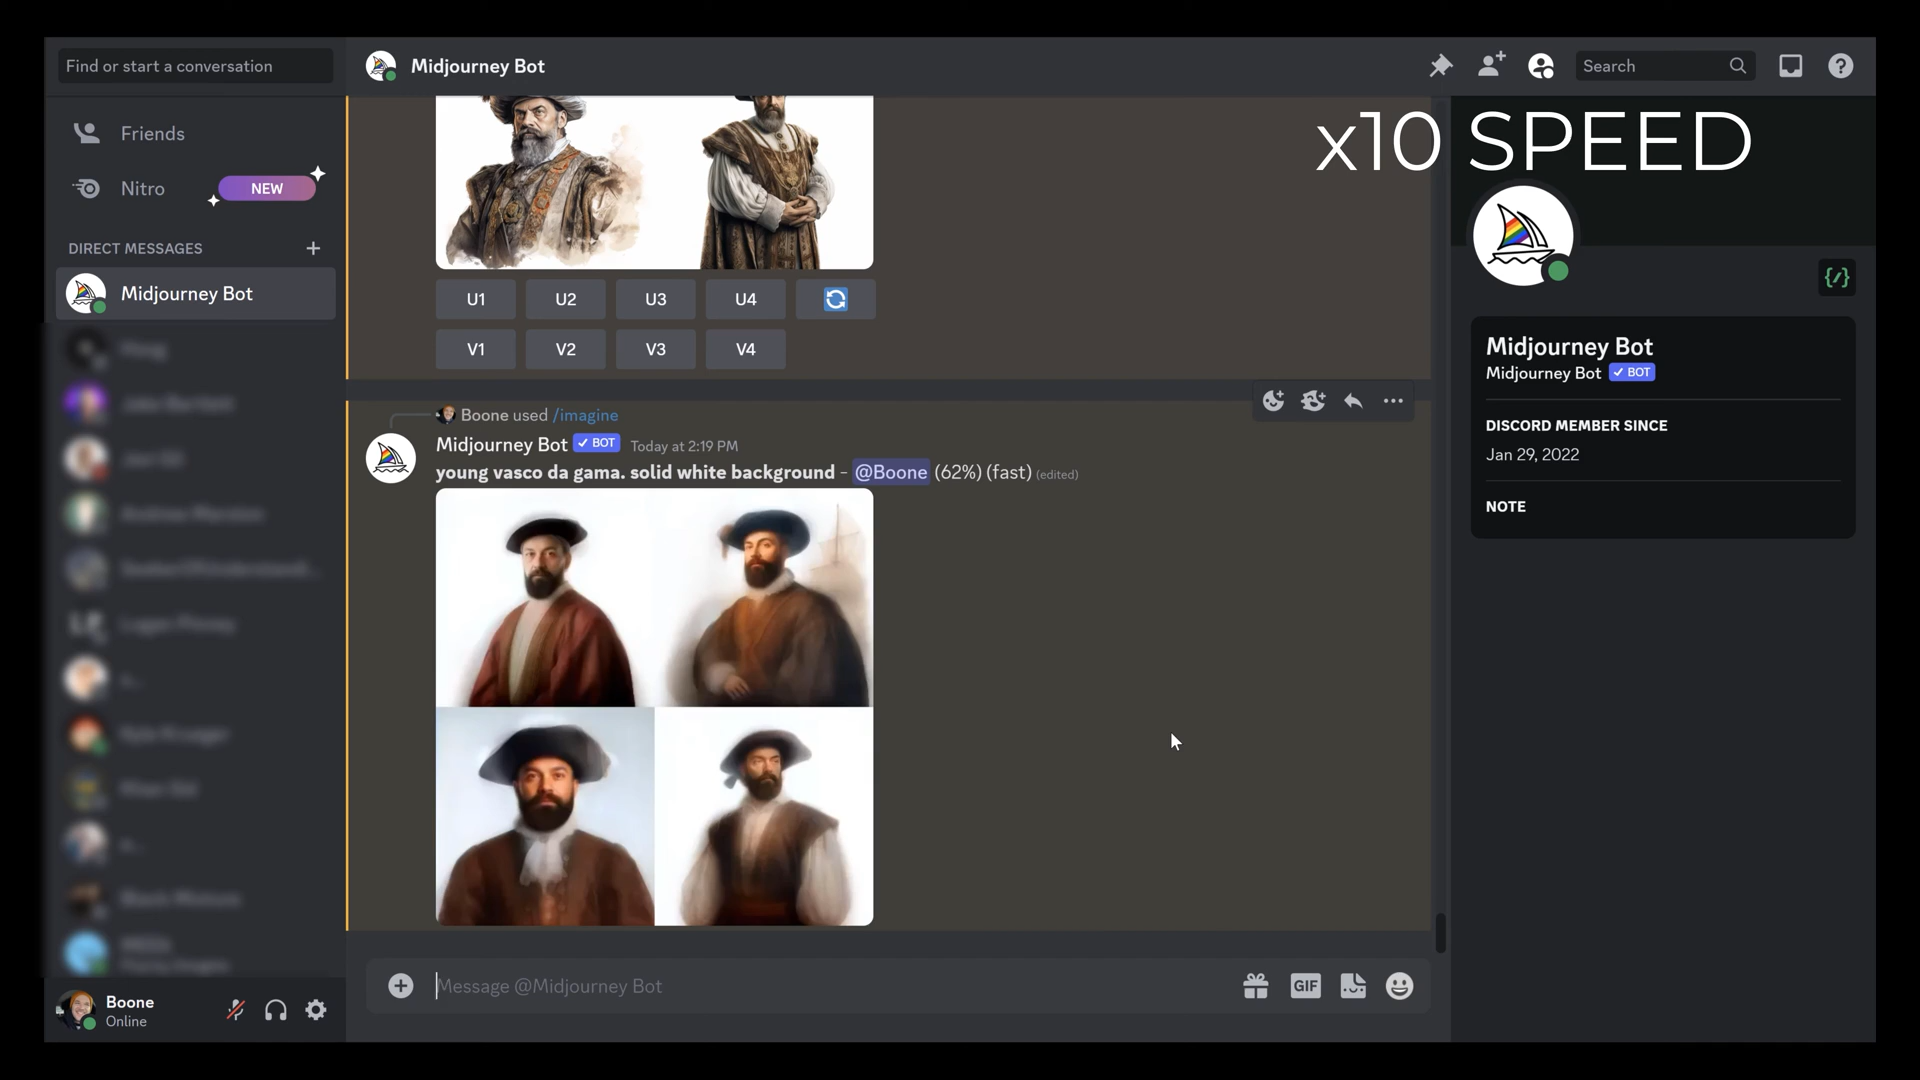 Find or start a conversation
Midjourney Bot
Search
x10 SPEED
Friends
Nitro
NEW
DIRECT MESSAGES
Midjourney Bot
U1 U2 U3 U4
V1 V2 V3 V4
Boone used /imagine
Midjourney Bot BOT Today at 2:19 PM
young vasco da gama. solid white background - @Boone (62%) (fast) (edited)
Message @Midjourney Bot
GIF
Boone
Online
Midjourney Bot
Midjourney Bot BOT
DISCORD MEMBER SINCE
Jan 29, 2022
NOTE